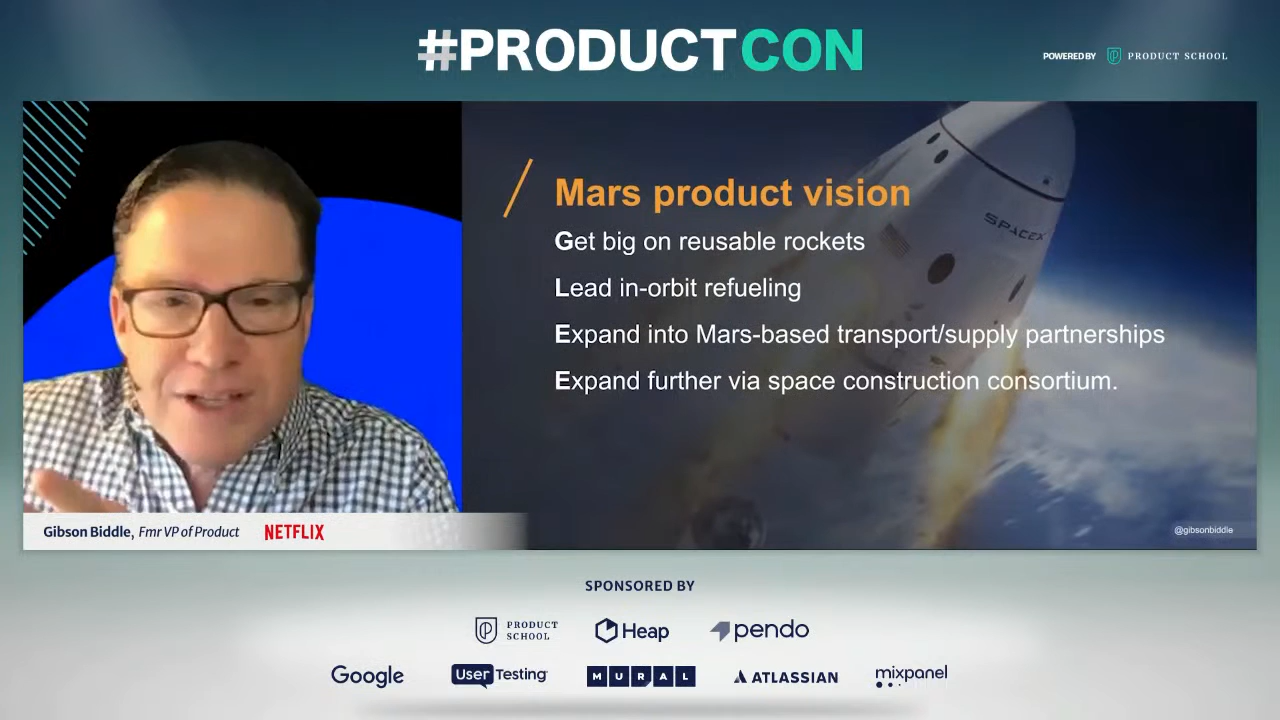 #PRODUCTCON
POWERED BY PRODUCT SCHOOL
Mars product vision
SPACEX
Get big on reusable rockets
Lead in-orbit refueling
Expand into Mars-based transport/supply partnerships
Expand further via space construction consortium.
Gibson Biddle, Fmr VP of Product NETFLIX
@gibsonbiddle
SPONSORED BY
PRODUCT SCHOOL Heap pendo
Google UserTesting MURAL ATLASSIAN mixpanel